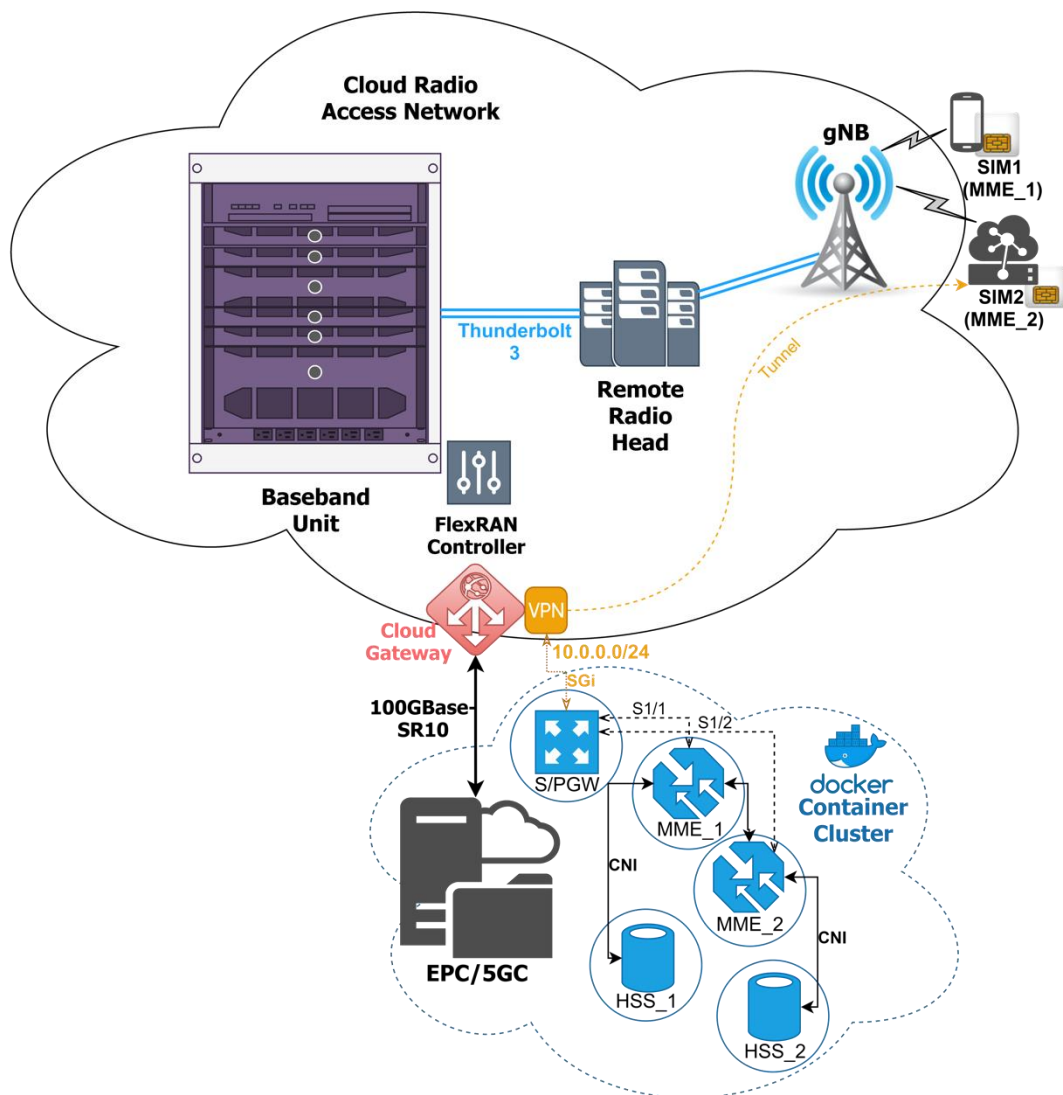 Cloud Radio
Access Network
gNB
SIM1
(MME_1)
SIM2
(MME_2)
Thunderbolt
3
Remote
Radio
Head
Tunnel
Baseband
Unit
FlexRAN
Controller
VPN
Cloud
Gateway
10.0.0.0/24
SGi
100GBase-
SR10
S1/1
S1/2
S/PGW
docker
Container
Cluster
MME_1
CNI
MME_2
CNI
EPC/5GC
HSS_1
HSS_2